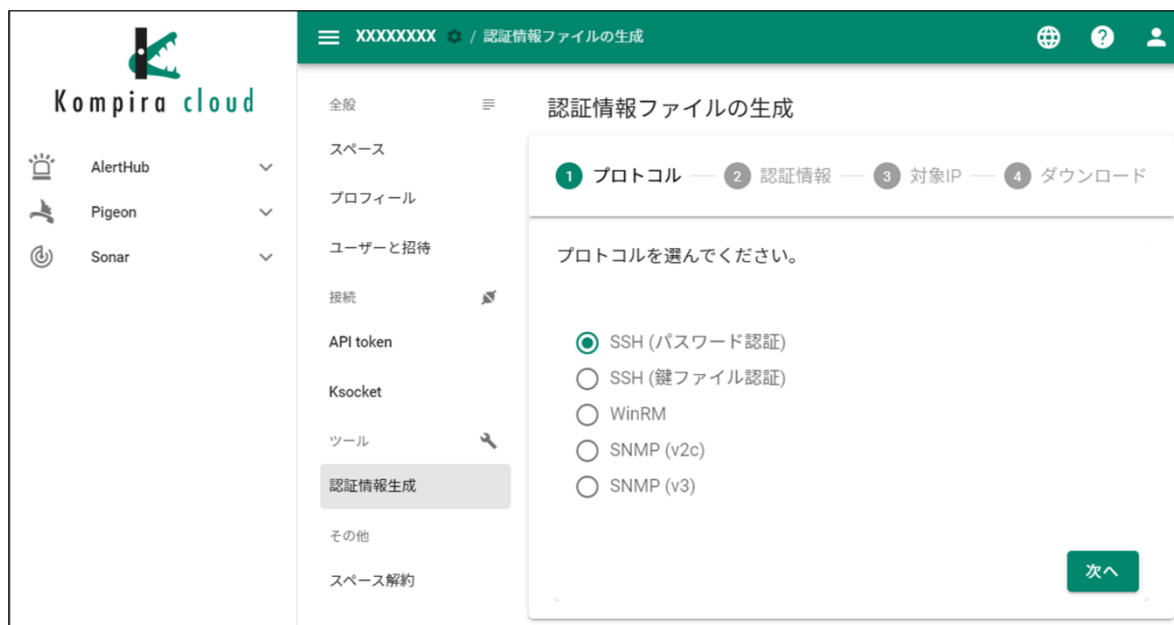 Kompira cloud
AlertHub
Pigeon
Sonar
XXXXXXXX / 認証情報ファイルの生成
全般
スペース
プロフィール
ユーザーと招待
接続
API token
Ksocket
ツール
認証情報生成
その他
スペース解約
認証情報ファイルの生成
1 プロトコル 2 認証情報 3 対象IP 4 ダウンロード
プロトコルを選んでください。
SSH (パスワード認証)
SSH (鍵ファイル認証)
WinRM
SNMP (v2c)
SNMP (v3)
次へ